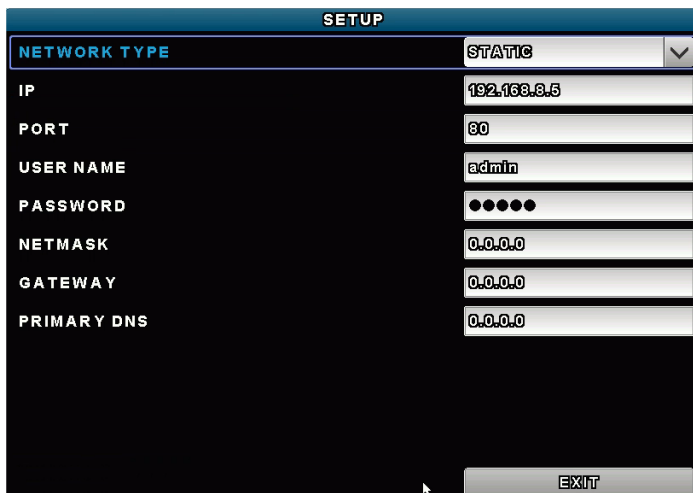 SETUP
NETWORK TYPE STATIC
IP 192.168.8.5
PORT 80
USER NAME admin
PASSWORD ●●●●●
NETMASK 0.0.0.0
GATEWAY 0.0.0.0
PRIMARY DNS 0.0.0.0
EXIT